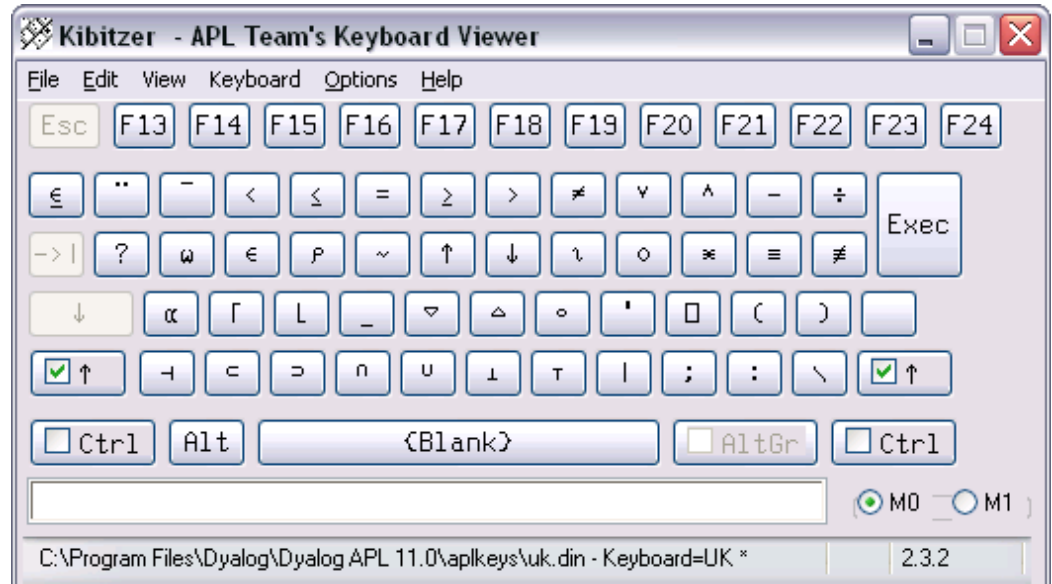 Kibitzer - APL Team's Keyboard Viewer
File Edit View Keyboard Options Help
Esc F13 F14 F15 F16 F17 F18 F19 F20 F21 F22 F23 F24
⍷ ¨ ¯ < ≤ = ≥ > ≠ ∨ ∧ − ÷ Exec
->| ? ⍵ ∊ ⍴ ~ ↑ ↓ ⍳ ○ * ≡ ≢
↓ ⍺ ⌈ ⌊ _ ∇ ∆ ∘ ' ⎕ ( )
↑ ⊣ ⊂ ⊃ ∩ ∪ ⊥ ⊤ | ; : \ ↑
Ctrl Alt {Blank} AltGr Ctrl
M0 M1
C:\Program Files\Dyalog\Dyalog APL 11.0\aplkeys\uk.din - Keyboard=UK * 2.3.2